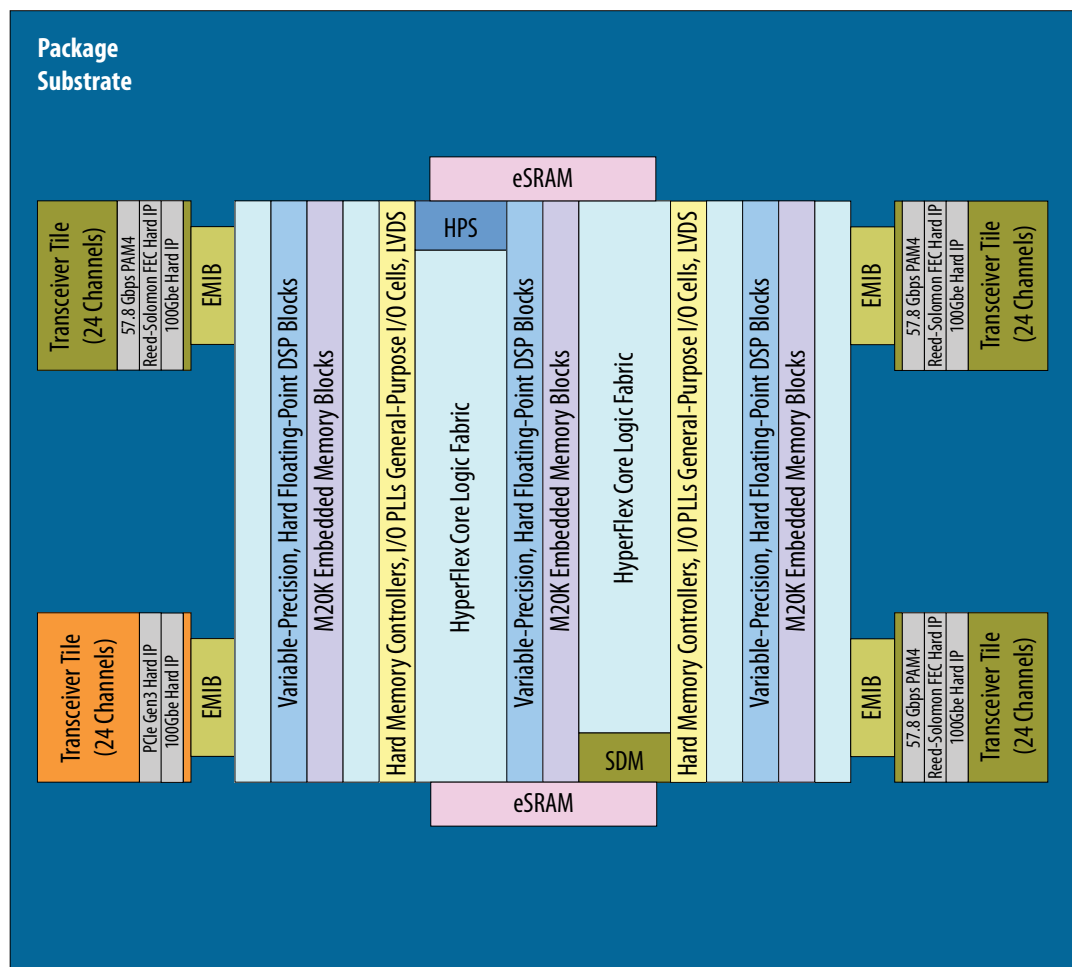 Package
Substrate
eSRAM
HPS
Transceiver Tile
(24 Channels)
57.8 Gbps PAM4
Reed-Solomon FEC Hard IP
100Gbe Hard IP
EMIB
Variable-Precision, Hard Floating-Point DSP Blocks
M20K Embedded Memory Blocks
Hard Memory Controllers, I/O PLLs General-Purpose I/O Cells, LVDS
HyperFlex Core Logic Fabric
Variable-Precision, Hard Floating-Point DSP Blocks
M20K Embedded Memory Blocks
HyperFlex Core Logic Fabric
Hard Memory Controllers, I/O PLLs General-Purpose I/O Cells, LVDS
Variable-Precision, Hard Floating-Point DSP Blocks
M20K Embedded Memory Blocks
EMIB
57.8 Gbps PAM4
Reed-Solomon FEC Hard IP
100Gbe Hard IP
Transceiver Tile
(24 Channels)
Transceiver Tile
(24 Channels)
PCIe Gen3 Hard IP
100Gbe Hard IP
EMIB
SDM
EMIB
57.8 Gbps PAM4
Reed-Solomon FEC Hard IP
100Gbe Hard IP
Transceiver Tile
(24 Channels)
eSRAM